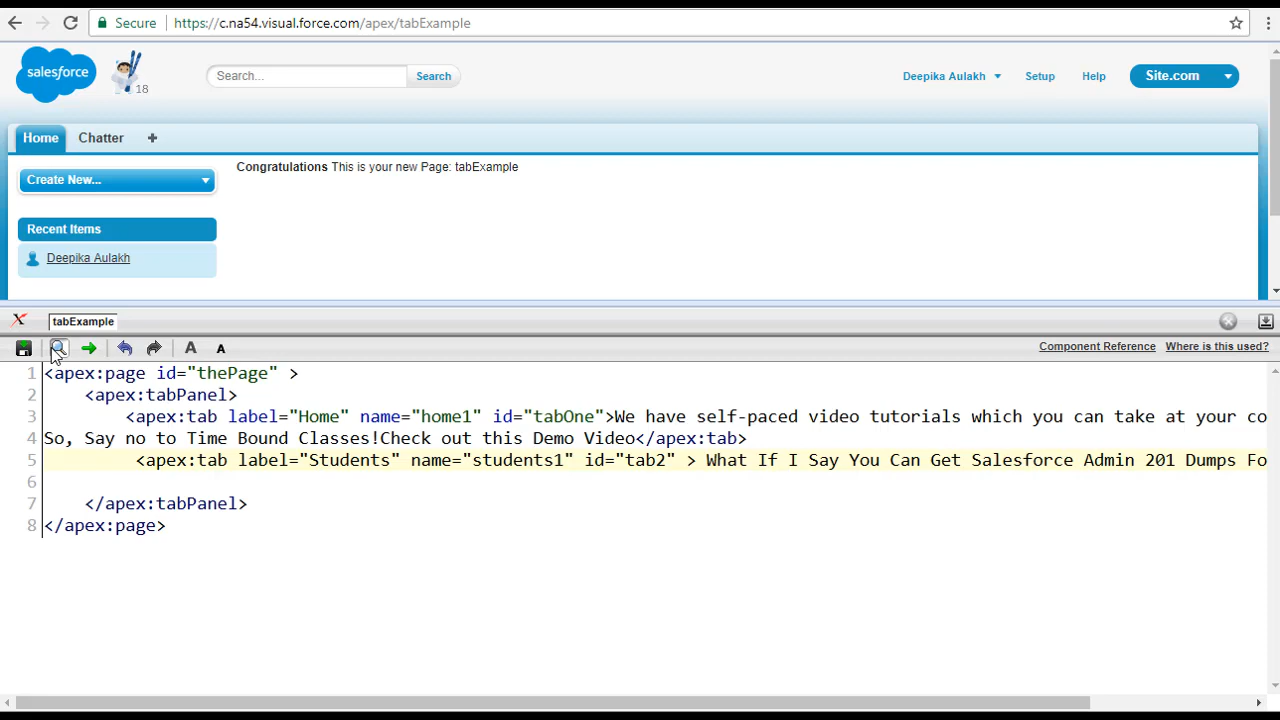 Secure https://c.na54.visual.force.com/apex/tabExample
salesforce 18 Search... Search Deepika Aulakh Setup Help Site.com
Home Chatter
Create New...
Congratulations This is your new Page: tabExample
Recent Items
Deepika Aulakh
tabExample
A A Component Reference Where is this used?
1 <apex:page id="thePage" >
2 <apex:tabPanel>
3 <apex:tab label="Home" name="home1" id="tabOne">We have self-paced video tutorials which you can take at your co
4 So, Say no to Time Bound Classes!Check out this Demo Video</apex:tab>
5 <apex:tab label="Students" name="students1" id="tab2" > What If I Say You Can Get Salesforce Admin 201 Dumps Fo
6
7 </apex:tabPanel>
8 </apex:page>